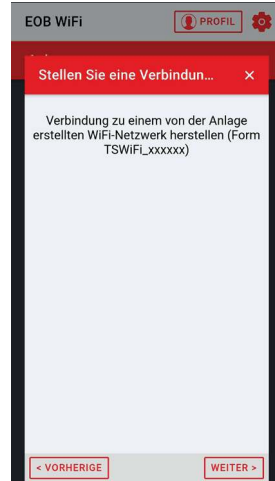 EOB WiFi
PROFIL
Stellen Sie eine Verbindun... ×
Verbindung zu einem von der Anlage
erstellten WiFi-Netzwerk herstellen (Form
TSWiFi_xxxxxx)
< VORHERIGE
WEITER >